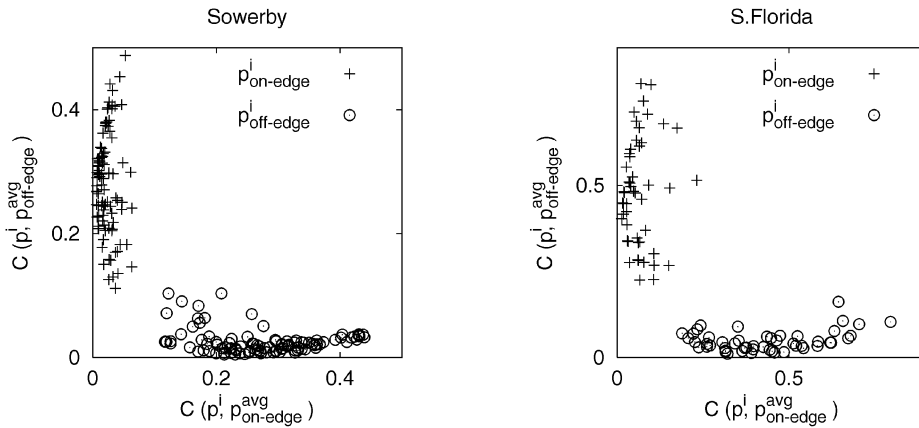 Sowerby
p^i_on-edge +
p^i_off-edge ⊙
0.4
0.2
0
0 0.2 0.4
C (p^i, p^avg_off-edge)
C (p^i, p^avg_on-edge)
S.Florida
p^i_on-edge +
p^i_off-edge ⊙
0.5
0
0 0.5
C (p^i, p^avg_off-edge)
C (p^i, p^avg_on-edge)